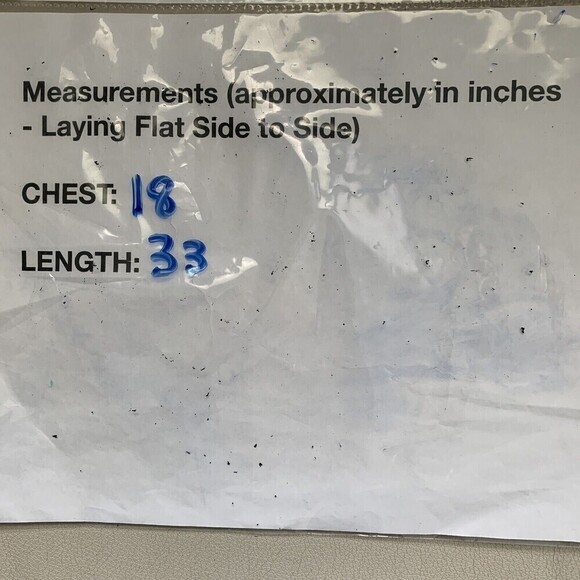 Measurements (approximately in inches
- Laying Flat Side to Side)
CHEST: 18
LENGTH: 33